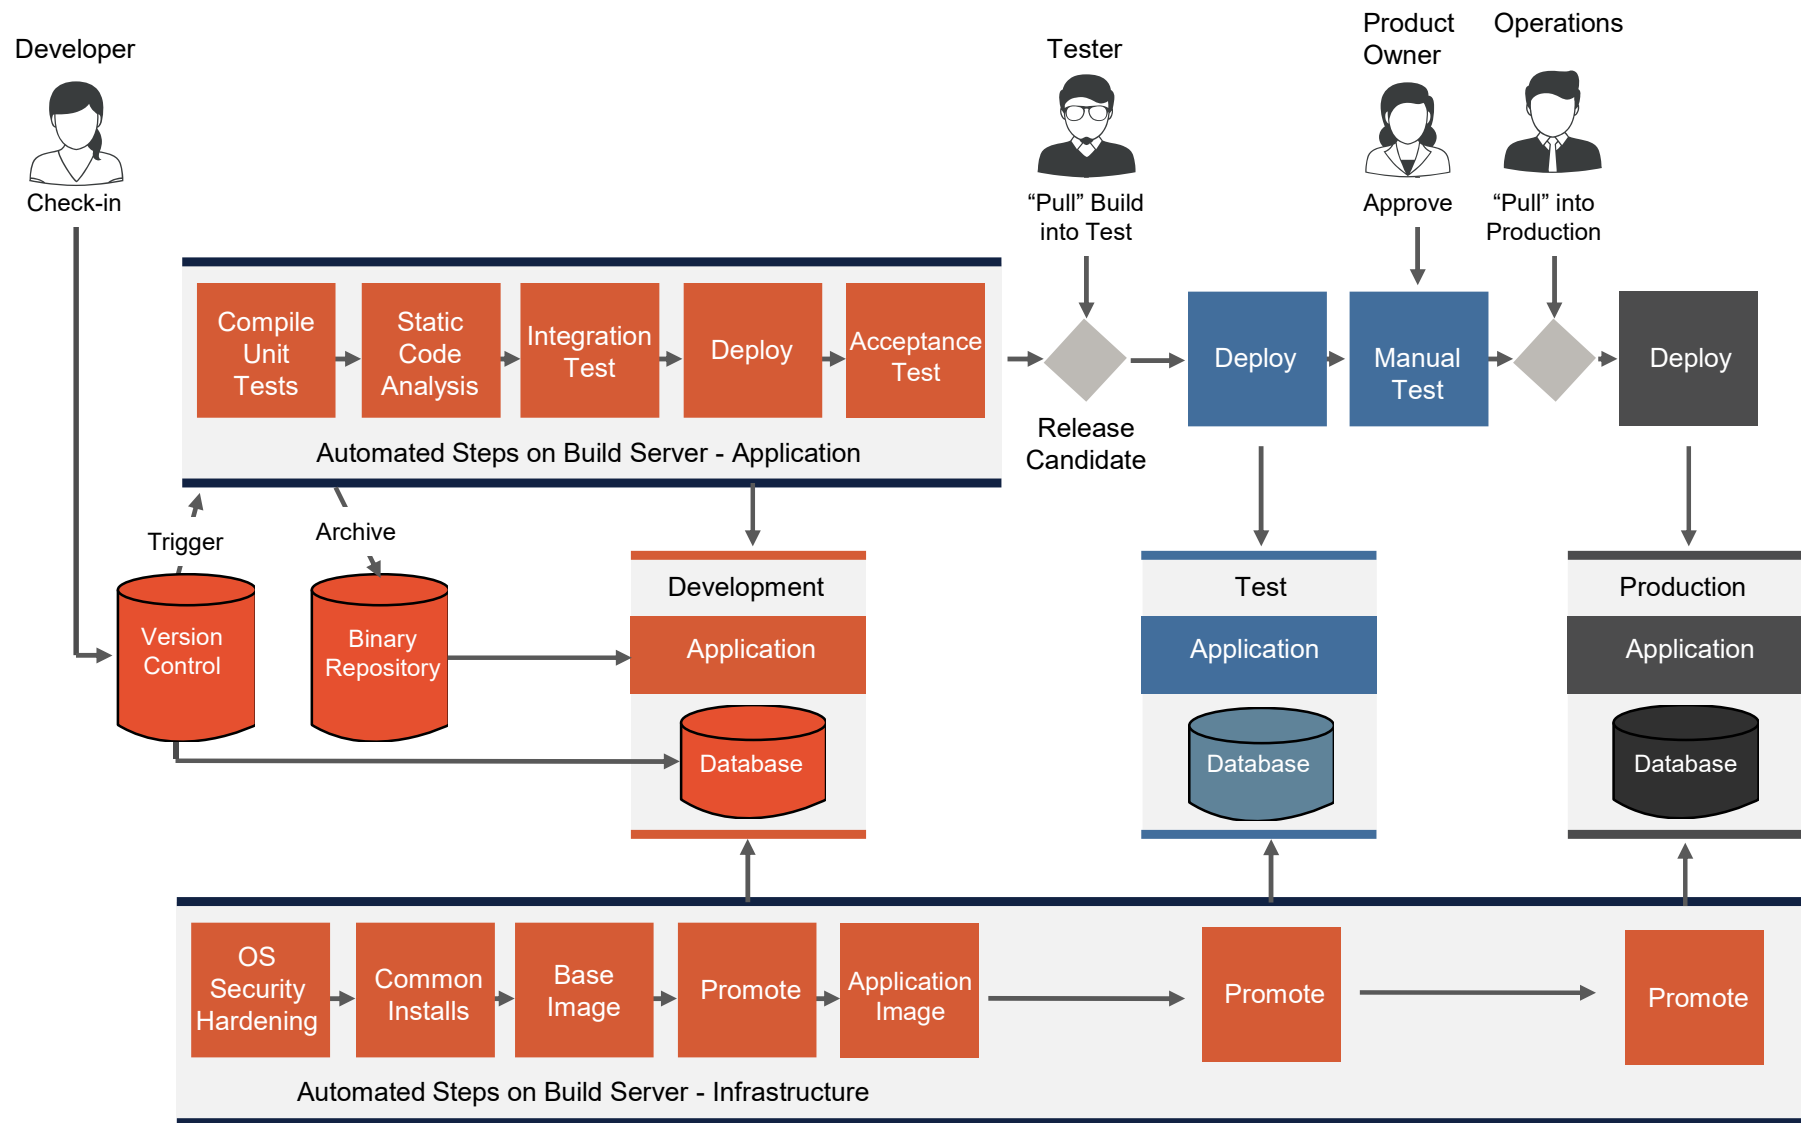 Developer
Tester
Product
Owner
Operations
Check-in
“Pull” Build
into Test
Approve
“Pull” into
Production
Compile
Unit
Tests
Static
Code
Analysis
Integration
Test
Deploy
Acceptance
Test
Deploy
Manual
Test
Deploy
Automated Steps on Build Server - Application
Release
Candidate
Trigger
Archive
Version
Control
Binary
Repository
Development
Application
Database
Test
Application
Database
Production
Application
Database
OS
Security
Hardening
Common
Installs
Base
Image
Promote
Application
Image
Promote
Promote
Automated Steps on Build Server - Infrastructure